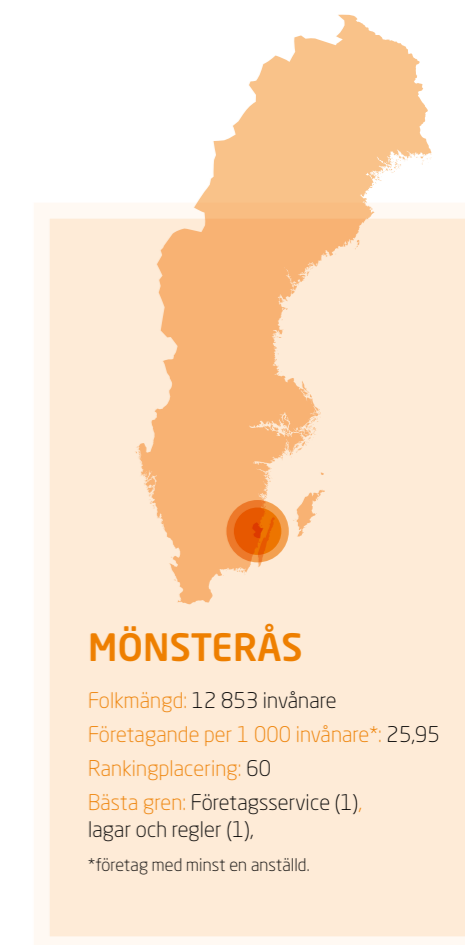 MÖNSTERÅS
Folkmängd: 12 853 invånare
Företagande per 1 000 invånare*: 25,95
Rankingplacering: 60
Bästa gren: Företagsservice (1),
lagar och regler (1),
*företag med minst en anställd.